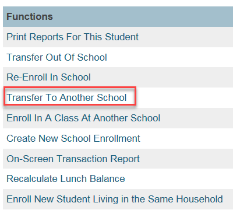 Functions
Print Reports For This Student
Transfer Out Of School
Re-Enroll In School
Transfer To Another School
Enroll In A Class At Another School
Create New School Enrollment
On-Screen Transaction Report
Recalculate Lunch Balance
Enroll New Student Living in the Same Household